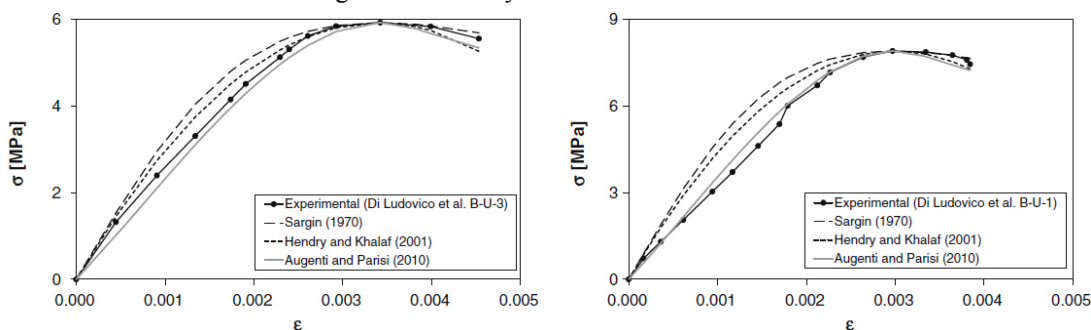 6
4
2
0
σ [MPa]
Experimental (Di Ludovico et al. B-U-3)
Sargin (1970)
Hendry and Khalaf (2001)
Augenti and Parisi (2010)
0.000 0.001 0.002 0.003 0.004 0.005
ε
9
6
3
0
σ [MPa]
Experimental (Di Ludovico et al. B-U-1)
Sargin (1970)
Hendry and Khalaf (2001)
Augenti and Parisi (2010)
0.000 0.001 0.002 0.003 0.004 0.005
ε